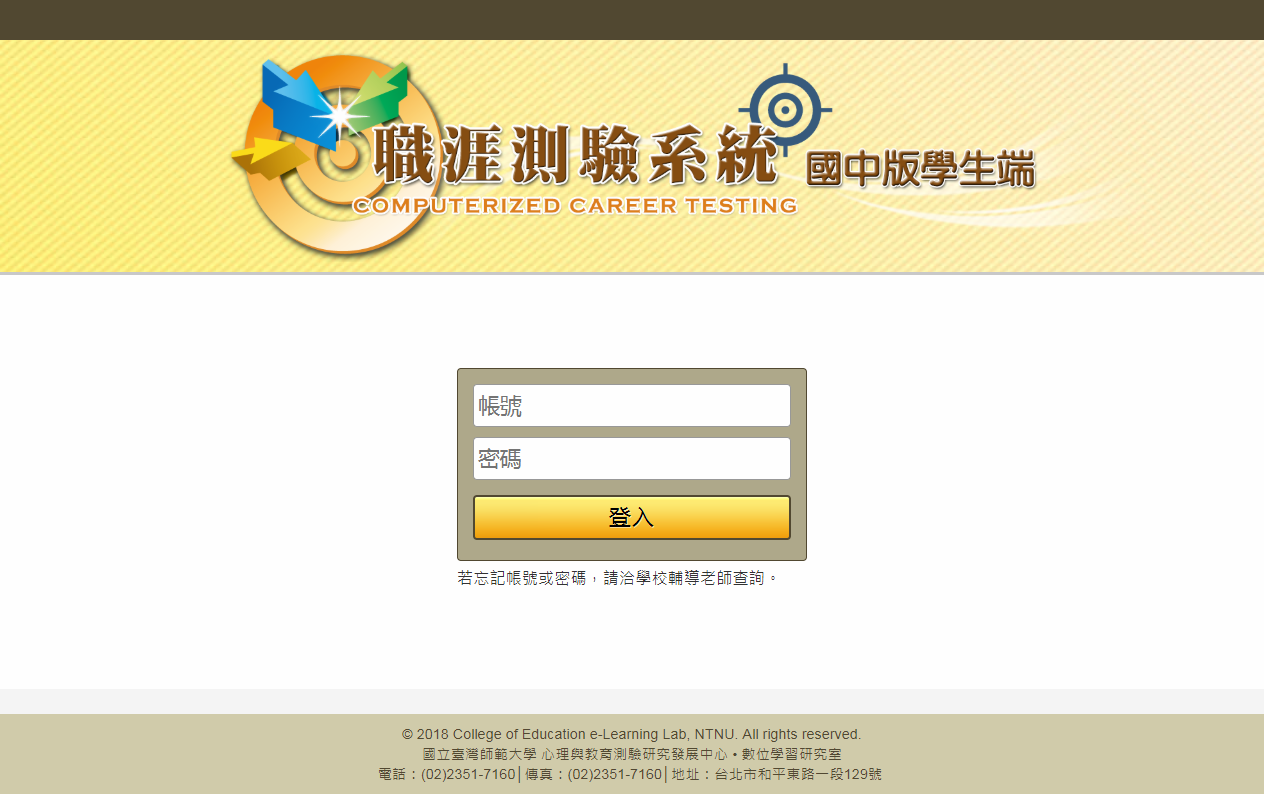 職涯測驗系統
國中版學生端
COMPUTERIZED CAREER TESTING
帳號
密碼
登入
若忘記帳號或密碼，請洽學校輔導老師查詢。
© 2018 College of Education e-Learning Lab, NTNU. All rights reserved.
國立臺灣師範大學 心理與教育測驗研究發展中心 • 數位學習研究室
電話：(02)2351-7160│傳真：(02)2351-7160│地址：台北市和平東路一段129號